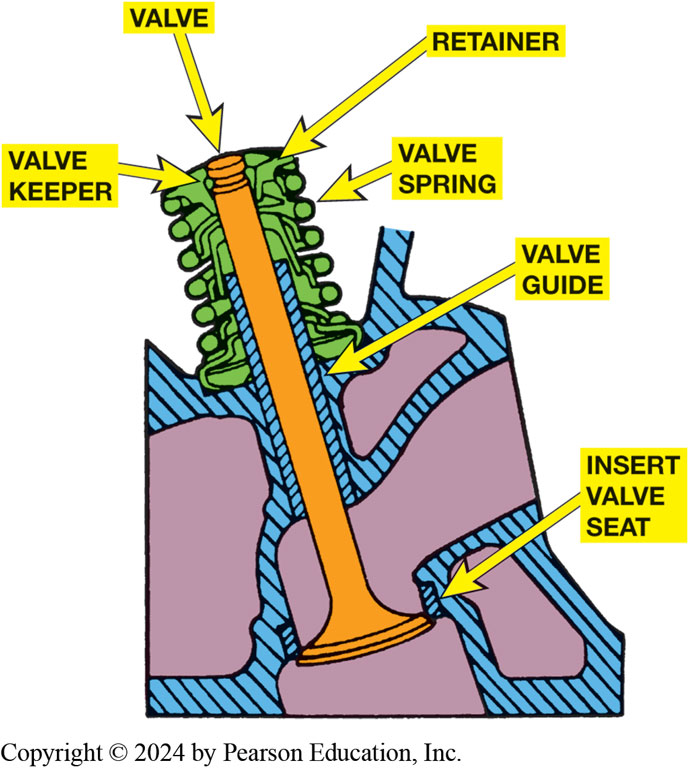 VALVE
RETAINER
VALVE
KEEPER
VALVE
SPRING
VALVE
GUIDE
INSERT
VALVE
SEAT
Copyright © 2024 by Pearson Education, Inc.